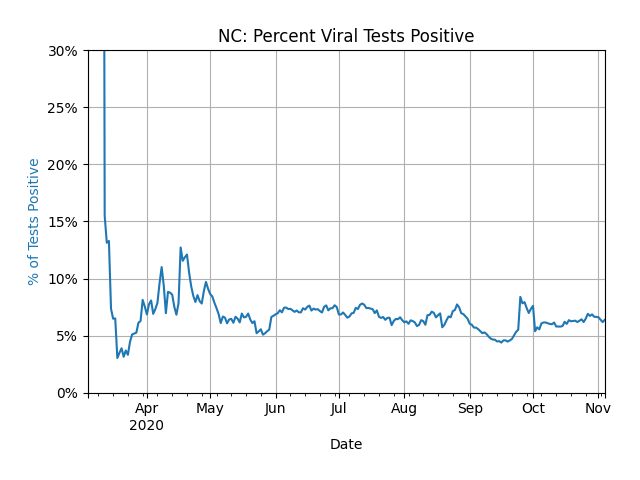 NC: Percent Viral Tests Positive
30%
25%
20%
15%
10%
5%
0%
% of Tests Positive
Apr May Jun Jul Aug Sep Oct Nov
2020
Date